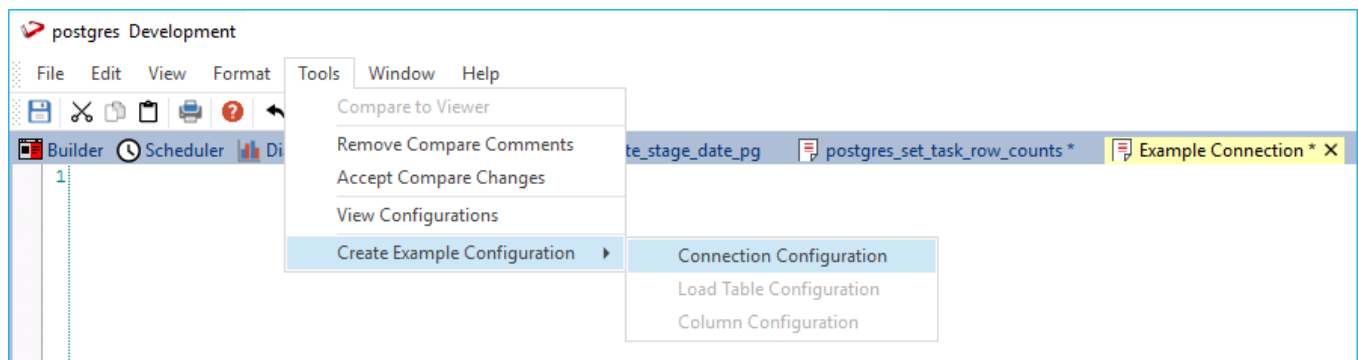 postgres Development
File Edit View Format Tools Window Help
Compare to Viewer
Remove Compare Comments
Builder Scheduler Di te_stage_date_pg postgres_set_task_row_counts * Example Connection *
1
Accept Compare Changes
View Configurations
Create Example Configuration
Connection Configuration
Load Table Configuration
Column Configuration